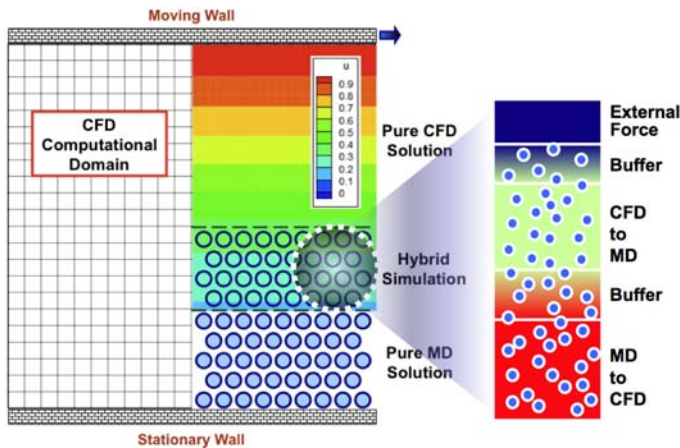 Moving Wall
CFD
Computational
Domain
u
0.9
0.8
0.7
0.6
0.5
0.4
0.3
0.2
0.1
0
Pure CFD
Solution
Hybrid
Simulation
Pure MD
Solution
Stationary Wall
External
Force
Buffer
CFD
to
MD
Buffer
MD
to
CFD